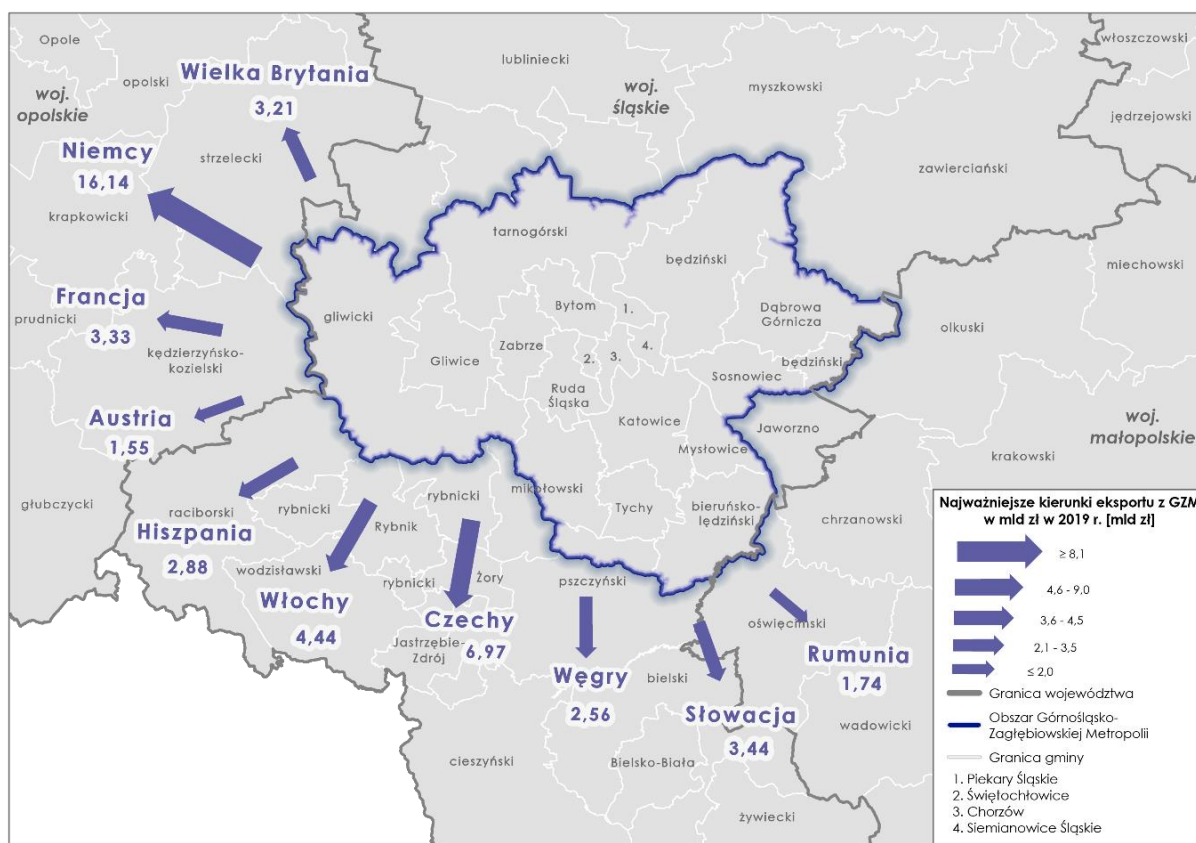 Opole
opolski
woj.
opolskie
Wielka Brytania
3,21
lubliniecki
woj.
śląskie
myszkowski
włoszczowski
jędrzejowski
Niemcy
16,14
strzelecki
krapkowicki
zawierciański
tarnogórski
będziński
miechowski
Francja
3,33
prudnicki
kędzierzyńsko-
kozielski
gliwicki
Gliwice
Zabrze
Bytom
1.
2.
3.
4.
Dąbrowa
Górnicza
będziński
Sosnowiec
olkuski
Ruda
Śląska
Katowice
Mysłowice
Jaworzno
woj.
małopolskie
krakowski
Austria
1,55
głubczycki
raciborski
Hiszpania
2,88
rybnicki
Rybnik
rybnicki
mikołowski
Tychy
bieruńsko-
lędziński
chrzanowski
wodzisławski
Włochy
4,44
rybnicki
Żory
Czechy
6,97
Jastrzębie-
Zdrój
pszczyński
Węgry
2,56
bielski
oświęcimski
Rumunia
1,74
Słowacja
3,44
wadowicki
cieszyński
Bielsko-Biała
żywiecki
Najważniejsze kierunki eksportu z GZM
w mld zł w 2019 r. [mld zł]
≥ 8,1
4,6 - 9,0
3,6 - 4,5
2,1 - 3,5
≤ 2,0
Granica województwa
Obszar Górnośląsko-
Zagłębiowskiej Metropolii
Granica gminy
1. Piekary Śląskie
2. Świętochłowice
3. Chorzów
4. Siemianowice Śląskie